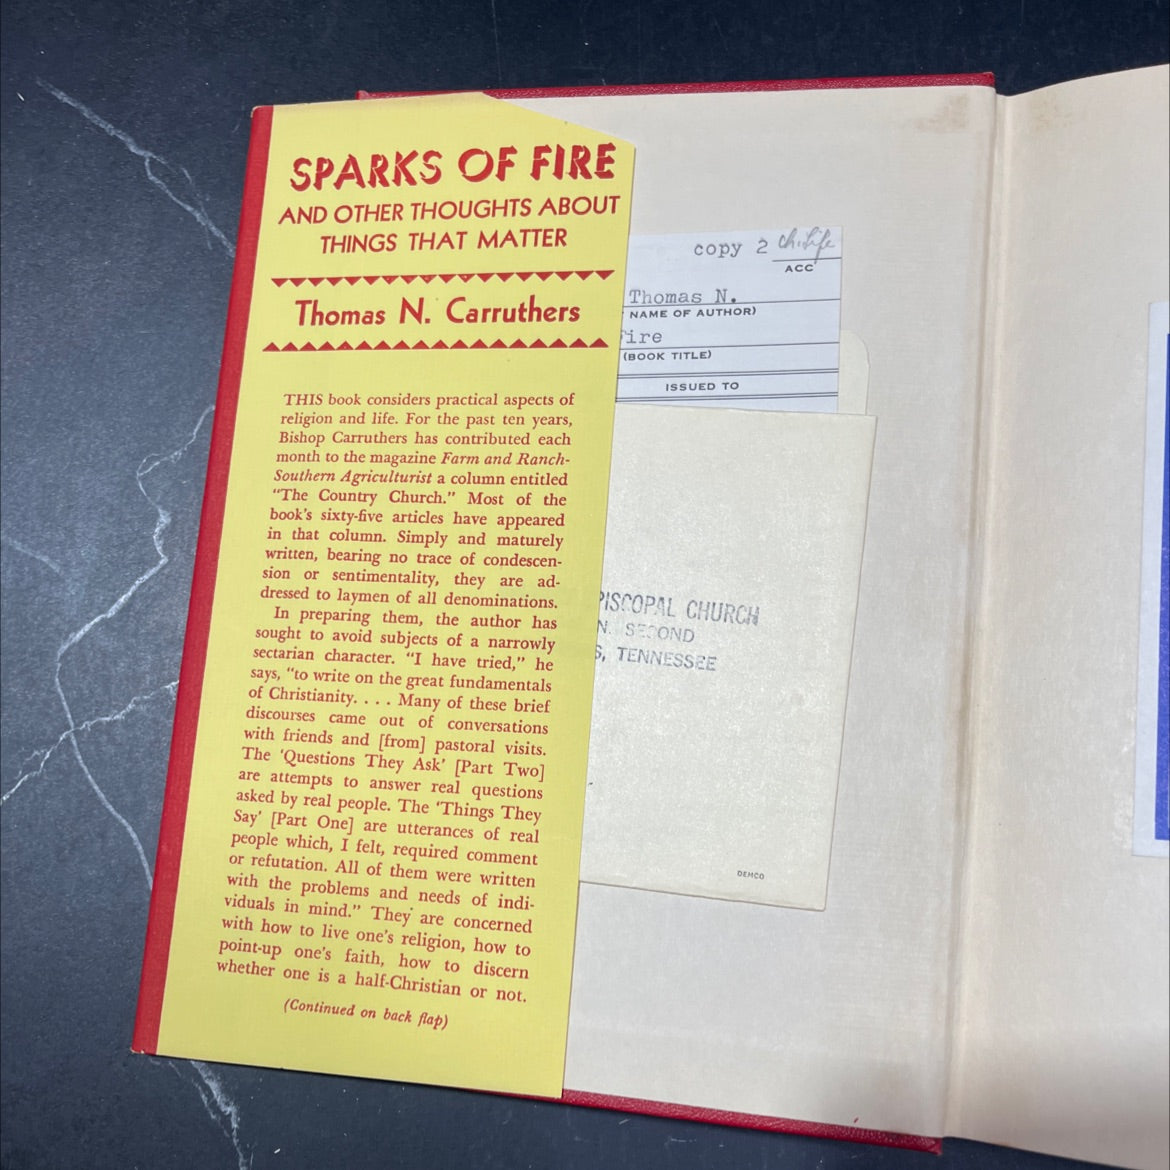 SPARKS OF FIRE
AND OTHER THOUGHTS ABOUT
THINGS THAT MATTER
Thomas N. Carruthers
THIS book considers practical aspects of
religion and life. For the past ten years,
Bishop Carruthers has contributed each
month to the magazine Farm and Ranch-
Southern Agriculturist a column entitled
"The Country Church." Most of the
book's sixty-five articles have appeared
in that column. Simply and maturely
written, bearing no trace of condescen-
sion or sentimentality, they are ad-
dressed to laymen of all denominations.
In preparing them, the author has
sought to avoid subjects of a narrowly
sectarian character. "I have tried," he
says, "to write on the great fundamentals
of Christianity. . . . Many of these brief
discourses came out of conversations
with friends and [from] pastoral visits.
The 'Questions They Ask' [Part Two]
are attempts to answer real questions
asked by real people. The 'Things They
Say' [Part One] are utterances of real
people which, I felt, required comment
or refutation. All of them were written
with the problems and needs of indi-
viduals in mind." They are concerned
with how to live one's religion, how to
point-up one's faith, how to discern
whether one is a half-Christian or not.
(Continued on back flap)
copy 2 Ch. Life
ACC
Thomas N.
NAME OF AUTHOR)
Fire
(BOOK TITLE)
ISSUED TO
PISCOPAL CHURCH
N. SECOND
S, TENNESSEE
DEMCO